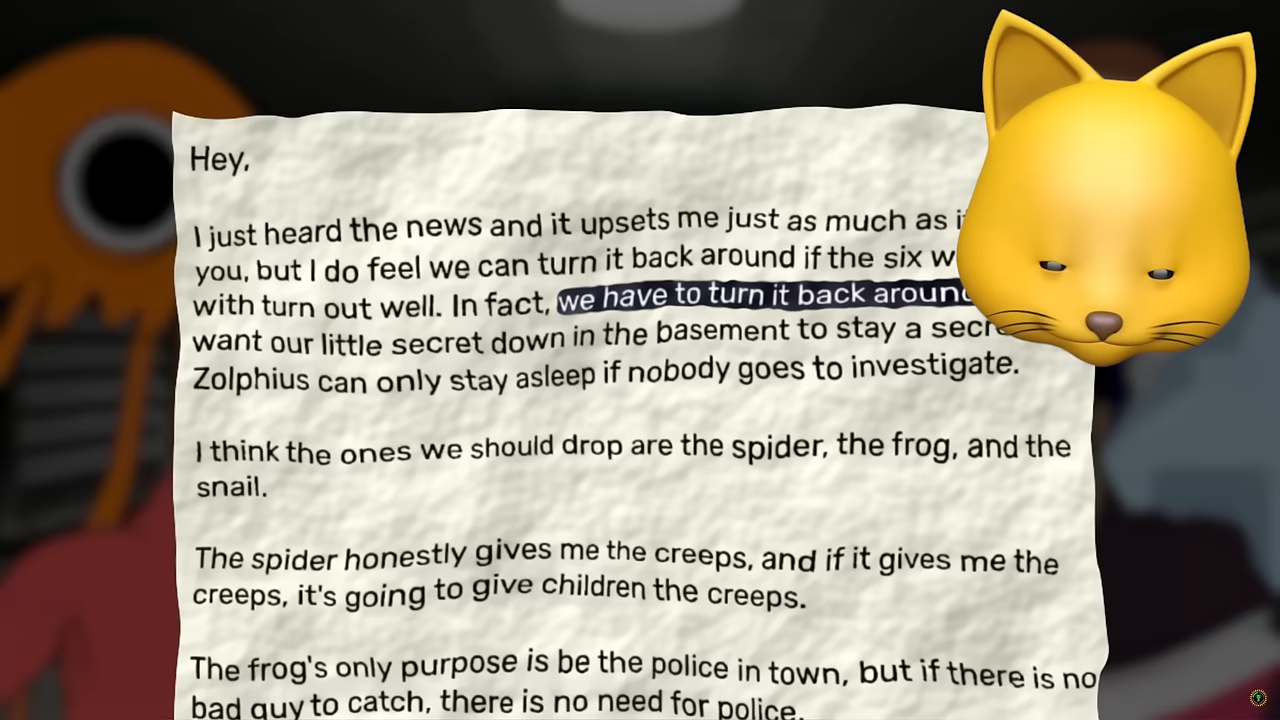 Hey,
I just heard the news and it upsets me just as much as
you, but I do feel we can turn it back around if the six
with turn out well. In fact, we have to turn it back around
want our little secret down in the basement to stay a
Zolphius can only stay asleep if nobody goes to investigate.
I think the ones we should drop are the spider, the frog, and the
snail.
The spider honestly gives me the creeps, and if it gives me the
creeps, it's going to give children the creeps.
The frog's only purpose is be the police in town, but if there is no
bad guy to catch, there is no need for police.